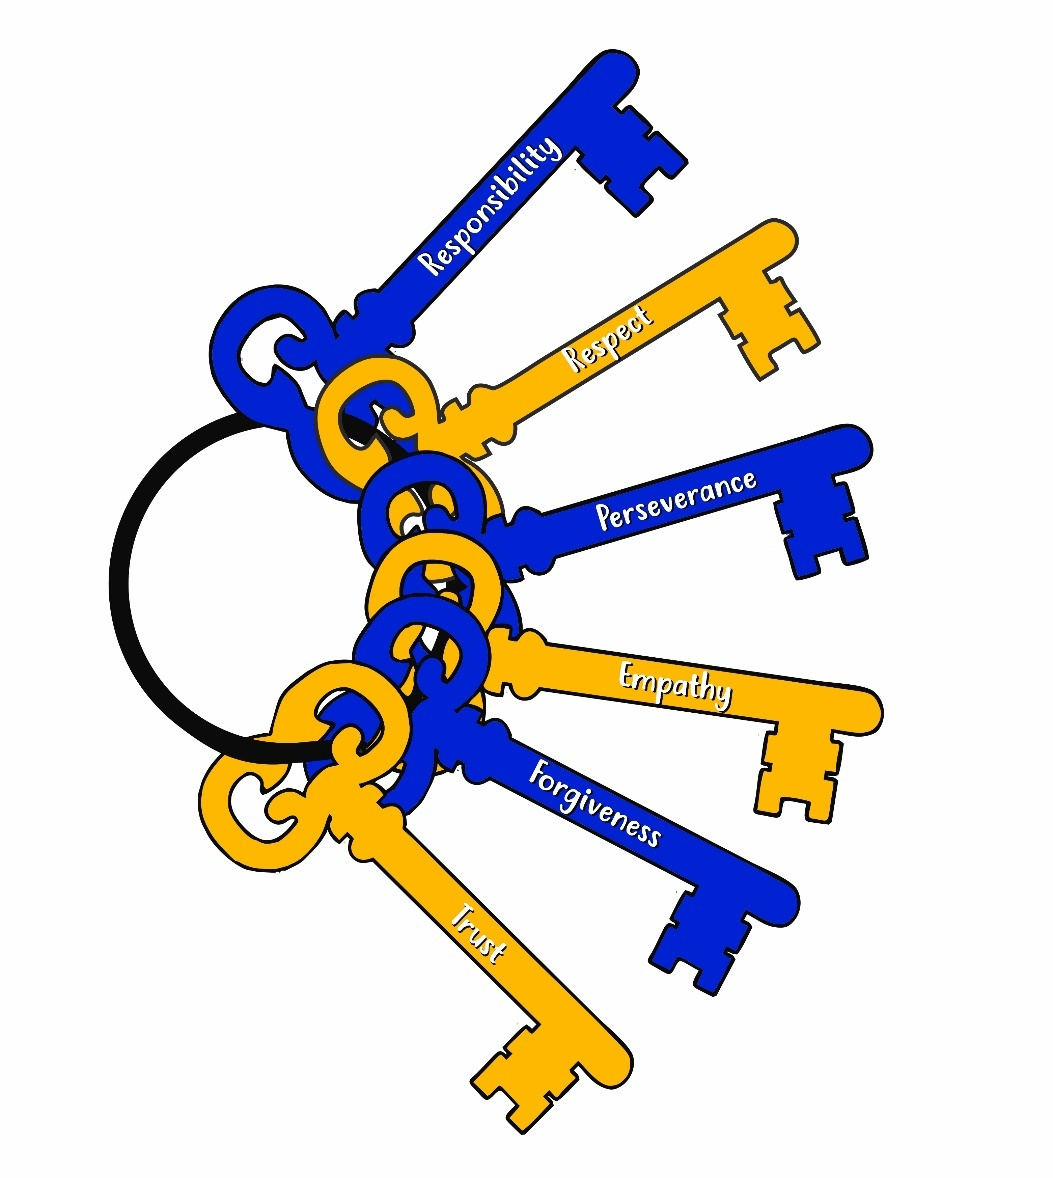 Responsibility
Respect
Perseverance
Empathy
Forgiveness
Trust